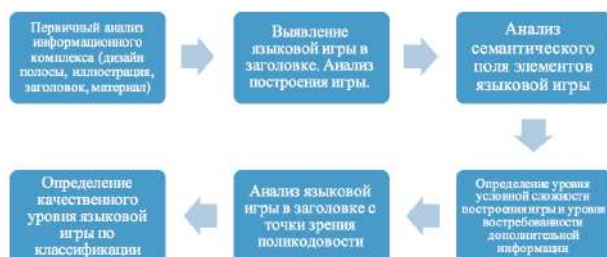 Первичный анализ
информационного
комплекса (дизайн
полосы, иллюстрация,
заголовок, материал)
Выявление
языковой игры в
заголовке. Анализ
построения игры.
Анализ
семантического
поля элементов
языковой игры
Определение уровня
условной сложности
построения игры и уровня
востребованности
дополнительной
информации
Анализ языковой
игры в заголовке с
точки зрения
поликодовости
Определение
качественного
уровня языковой
игры по
классификации